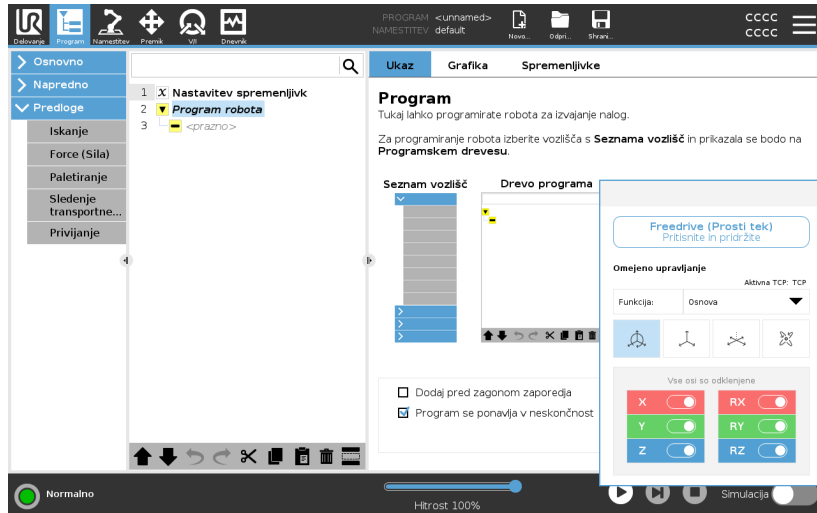 UR
Delovanje
Program
Namestitev
Premik
V/I
Dnevnik
PROGRAM <unnamed>
NAMESTITEV default
Novo...
Odpri...
Shrani...
cccc
cccc
Osnovno
Napredno
Predloge
Iskanje
Force (Sila)
Paletiranje
Sledenje
transportne...
Privijanje
1 X Nastavitev spremenljivk
2 Program robota
3 <prazno>
Ukaz
Grafika
Spremenljivke
Program
Tukaj lahko programirate robota za izvajanje nalog.
Za programiranje robota izberite vozlišča s Seznama vozlišč in prikazala se bodo na
Programskem drevesu.
Seznam vozlišč
Drevo programa
Dodaj pred zagonom zaporedja
Program se ponavlja v neskončnost
Freedrive (Prosti tek)
Pritisnite in pridržite
Omejeno upravljanje
Aktivna TCP: TCP
Funkcija:
Osnova
Vse osi so odklenjene
X
RX
Y
RY
Z
RZ
Normalno
Hitrost 100%
Simulacija